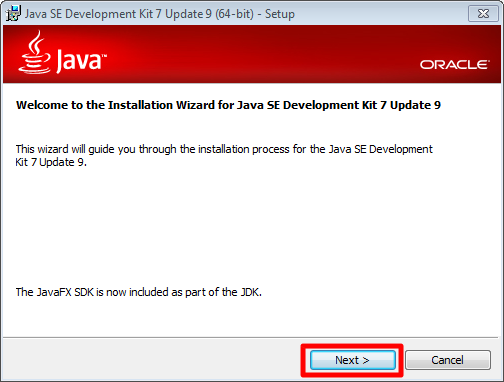 Java SE Development Kit 7 Update 9 (64-bit) - Setup
Java™
ORACLE
Welcome to the Installation Wizard for Java SE Development Kit 7 Update 9
This wizard will guide you through the installation process for the Java SE Development
Kit 7 Update 9.
The JavaFX SDK is now included as part of the JDK.
Next >
Cancel